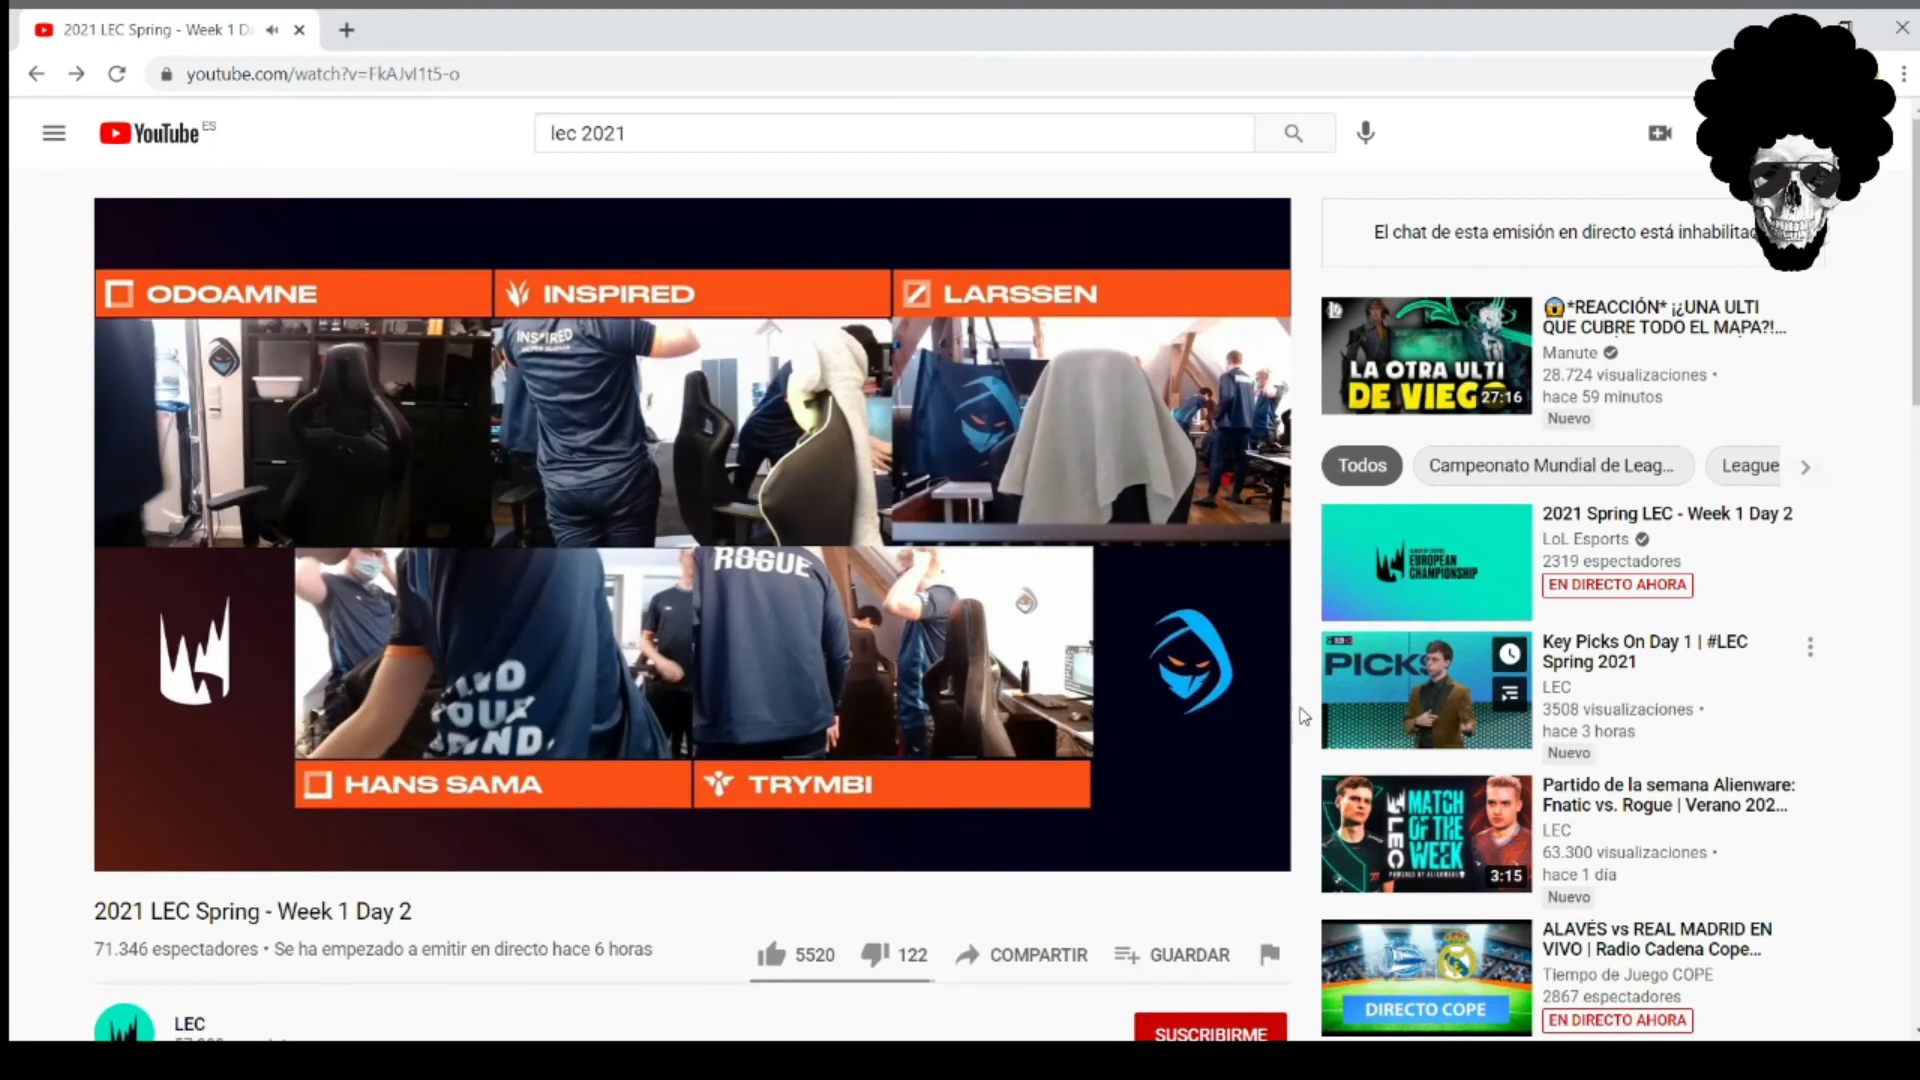 2021 LEC Spring - Week 1 Da
youtube.com/watch?v=FkAJvI1t5-o
YouTube ES
lec 2021
ODOAMNE
INSPIRED
LARSSEN
INSPIRED
ROGUE
HANS SAMA
TRYMBI
2021 LEC Spring - Week 1 Day 2
71.346 espectadores • Se ha empezado a emitir en directo hace 6 horas
5520
122
COMPARTIR
GUARDAR
LEC
SUSCRIBIRME
El chat de esta emisión en directo está inhabilitad
LA OTRA ULTI
DE VIEG
27:16
*REACCIÓN* ¡¿UNA ULTI
QUE CUBRE TODO EL MAPA?!...
Manute
28.724 visualizaciones •
hace 59 minutos
Nuevo
Todos
Campeonato Mundial de Leag...
League
EUROPEAN
CHAMPIONSHIP
2021 Spring LEC - Week 1 Day 2
LoL Esports
2319 espectadores
EN DIRECTO AHORA
PICKS
Key Picks On Day 1 | #LEC
Spring 2021
LEC
3508 visualizaciones •
hace 3 horas
Nuevo
LEC
MATCH
OF THE
WEEK
3:15
Partido de la semana Alienware:
Fnatic vs. Rogue | Verano 202...
LEC
63.300 visualizaciones •
hace 1 día
Nuevo
DIRECTO COPE
ALAVÉS vs REAL MADRID EN
VIVO | Radio Cadena Cope...
Tiempo de Juego COPE
2867 espectadores
EN DIRECTO AHORA